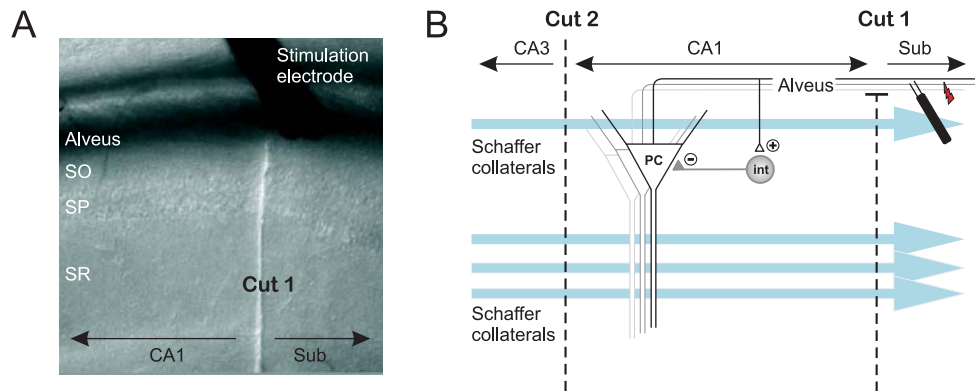 A
Stimulation
electrode
Alveus
SO
SP
SR
Cut 1
CA1
Sub
B
Cut 2
Cut 1
CA3
CA1
Sub
Alveus
Schaffer
collaterals
PC
−
+
int
Schaffer
collaterals